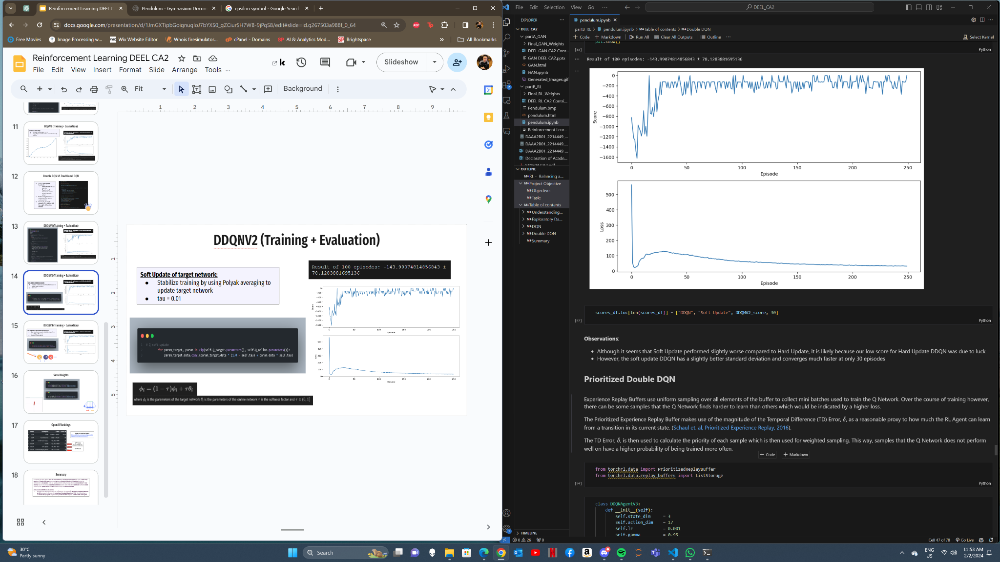 Reinforcement Learning DEEL C
Pendulum - Gymnasium Docum
epsilon symbol - Google Search
docs.google.com/presentation/d/1JmGXTipbGoignugIoJ7bYXS0_gZCiurSH7WB-9jPqS8/edit#slide=id.g267503a988f_0_64
Free Movies
Image Processing w...
Wix Website Editor
Whois firesimulator...
cPanel - Domains
AI & Analytics Mod...
Brightspace
All Bookmarks
Reinforcement Learning DEEL CA2
File Edit View Insert Format Slide Arrange Tools ...
Slideshow
Fit
Background
1 2 3 4 5 6 7 8 9
11
DQNV3 (Training + Evaluation)
12
Double DQN VS Traditional DQN
13
DDQNV1 (Training + Evaluation)
14
DDQNV2 (Training + Evaluation)
15
DDQNV3 (Training + Evaluation)
16
Save Weights
17
OpenAI Rankings
18
Summary
DDQNV2 (Training + Evaluation)
Soft Update of target network:
● Stabilize training by using Polyak averaging to
update target network
● tau = 0.01
Result of 100 episodes: -143.99074814856843 ±
78.1283881695136
1 # Q soft-update
2 for param_target, param in zip(self.Q_target.parameters(), self.Q_online.parameters()):
3 param_target.data.copy_(param_target.data * (1.0 - self.tau) + param.data * self.tau)
ϕi = (1 − τ)ϕi + τθi
where ϕi is the parameters of the target network θi is the parameters of the online network τ is the softness factor and τ ∈ (0, 1]
File Edit Selection View Go ···
DEEL_CA2
EXPLORER
DEEL_CA2
partA_GAN
Final_GAN_Weights
DEEL GAN CA2 Cont...
GAN DEEL CA2.pptx
GAN.html
GAN.ipynb
Generated_Images.gif
partB_RL
Final_RL_Weights
DEEL RL CA2 Contri...
Pendulum.bmp
pendulum.html
pendulum.ipynb
Reinforcement Lear...
DAAA2B01_2214449_...
DAAA2B01_2214449_...
DAAA2B01_2214449_...
Declaration of Acade...
ST1504 CA2.pdf
OUTLINE
RL - Balancing a...
Project Objective
Objective:
Task:
Table of contents
Understanding...
Exploratory Da...
DQN
Double DQN
Summary
TIMELINE
pendulum.ipynb
partB_RL > pendulum.ipynb > Table of contents > Double DQN
+ Code + Markdown Run All Clear All Outputs Outline ···
Select Kernel
plt.show()
[83]
Python
Result of 100 episodes: -143.99074814856843 ± 78.1283881695136
Score
0
−200
−400
−600
−800
−1000
−1200
−1400
−1600
0 50 100 150 200 250
Episode
Loss
500
400
300
200
100
0
0 50 100 150 200 250
Episode
scores_df.loc[len(scores_df)] = ["DDQN", "Soft Update", DDQNV2_score, 30]
[87]
Python
Observations:
• Although it seems that Soft Update performed slightly worse compared to Hard Update, it is likely because our low score for Hard Update DDQN was due to luck
• However, the soft update DDQN has a slightly better standard deviation and converges much faster at only 30 episodes
Prioritized Double DQN
Experience Replay Buffers use uniform sampling over all elements of the buffer to collect mini batches used to train the Q Network. Over the course of training however,
there can be some samples that the Q Network finds harder to learn than others which would be indicated by a higher loss.
The Prioritized Experience Replay Buffer makes use of the magnitude of the Temporal Difference (TD) Error, δ, as a reasonable proxy to how much the RL Agent can learn
from a transition in its current state. (Schaul et. al, Prioritized Experience Replay, 2016).
The TD Error, δ, is then used to calculate the priority of each sample which is then used for weighted sampling. This way, samples that the Q Network does not perform
well on have a higher probability of being trained more often.
+ Code + Markdown
from torchrl.data import PrioritizedReplayBuffer
from torchrl.data.replay_buffers import ListStorage
[94]
Python
class DDQNAgentV3:
def __init__(self):
self.state_dim = 3
self.action_dim = 17
self.lr = 0.001
self.gamma = 0.95
0 26 0
Cell 47 of 78
Go Live
30°C
Partly sunny
Search
ENG
US
11:53 AM
2/2/2024